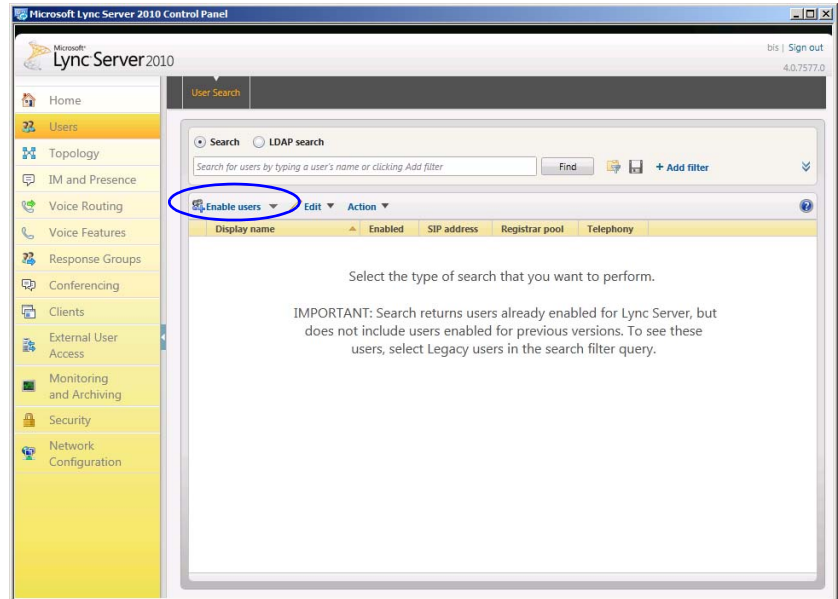 Microsoft Lync Server 2010 Control Panel
Microsoft®
Lync Server 2010
bis | Sign out
4.0.7577.0
Home
Users
Topology
IM and Presence
Voice Routing
Voice Features
Response Groups
Conferencing
Clients
External User
Access
Monitoring
and Archiving
Security
Network
Configuration
User Search
Search LDAP search
Search for users by typing a user's name or clicking Add filter Find + Add filter
Enable users Edit Action
Display name Enabled SIP address Registrar pool Telephony
Select the type of search that you want to perform.
IMPORTANT: Search returns users already enabled for Lync Server, but
does not include users enabled for previous versions. To see these
users, select Legacy users in the search filter query.